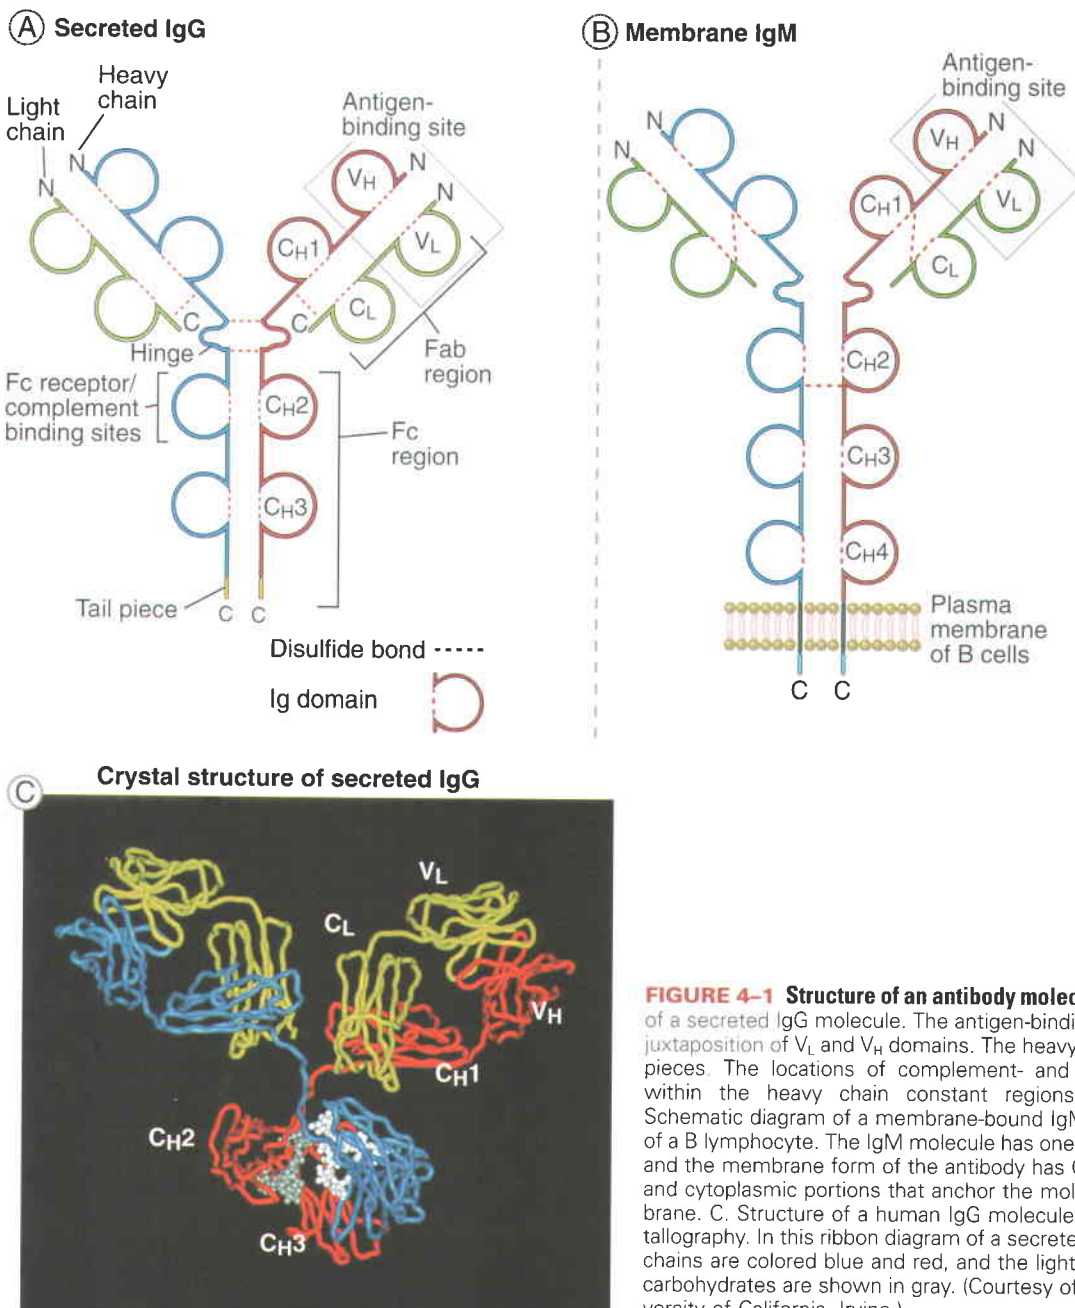 A Secreted IgG
Heavy
chain
Light
chain
N
N
Antigen-
binding site
N
N
VH
CH1
VL
CL
C
C
Hinge
Fab
region
Fc receptor/
complement
binding sites
CH2
Fc
region
CH3
Tail piece
C C
Disulfide bond
Ig domain
B Membrane IgM
Antigen-
binding site
N
N
N
N
VH
CH1
VL
CL
CH2
CH3
CH4
Plasma
membrane
of B cells
C C
C
Crystal structure of secreted IgG
VL
CL
VH
CH1
CH2
CH3
FIGURE 4–1 Structure of an antibody
of a secreted IgG molecule. The
juxtaposition of VL and VH domains. The heavy
pieces. The locations of complement- and
within the heavy chain constant regions
Schematic diagram of a membrane-bound
of a B lymphocyte. The IgM molecule has one
and the membrane form of the antibody has
and cytoplasmic portions that anchor the
brane. C. Structure of a human IgG molecule
tallography. In this ribbon diagram of a
chains are colored blue and red, and the light
carbohydrates are shown in gray. (Courtesy of
versity of California, Irvine.)